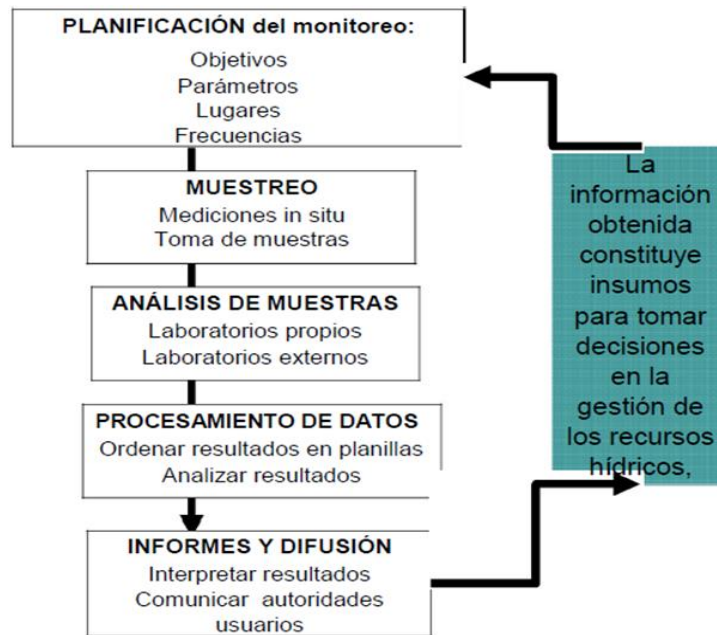 PLANIFICACIÓN del monitoreo:
Objetivos
Parámetros
Lugares
Frecuencias
MUESTREO
Mediciones in situ
Toma de muestras
ANÁLISIS DE MUESTRAS
Laboratorios propios
Laboratorios externos
PROCESAMIENTO DE DATOS
Ordenar resultados en planillas
Analizar resultados
INFORMES Y DIFUSIÓN
Interpretar resultados
Comunicar autoridades
usuarios
La
información
obtenida
constituye
insumos
para tomar
decisiones
en la
gestión de
los recursos
hídricos,